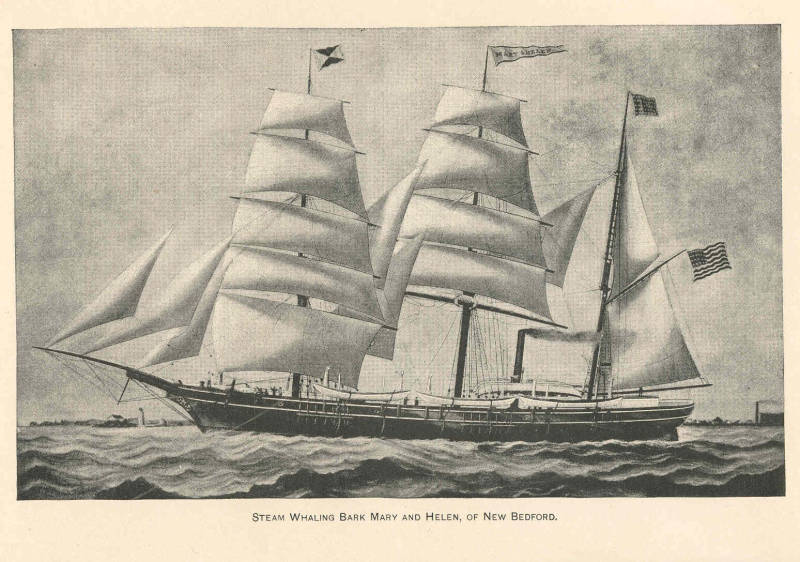 STEAM WHALING BARK MARY AND HELEN, OF NEW BEDFORD.